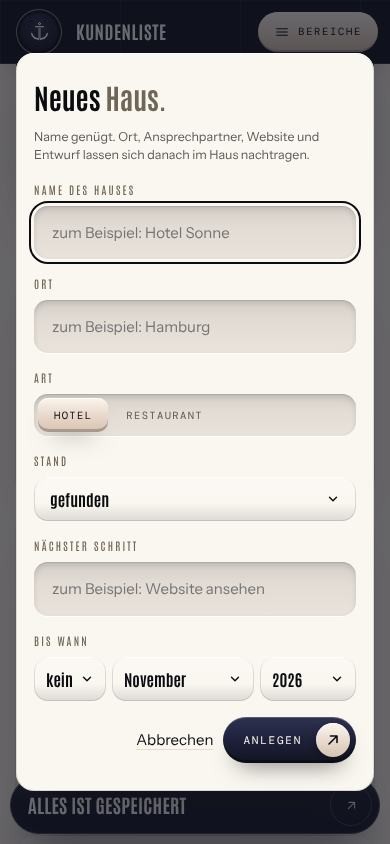 KUNDENLISTE
BEREICHE
Neues Haus.
Name genügt. Ort, Ansprechpartner, Website und
Entwurf lassen sich danach im Haus nachtragen.
NAME DES HAUSES
zum Beispiel: Hotel Sonne
ORT
zum Beispiel: Hamburg
ART
HOTEL
RESTAURANT
STAND
gefunden
NÄCHSTER SCHRITT
zum Beispiel: Website ansehen
BIS WANN
kein
November
2026
Abbrechen
ANLEGEN
ALLES IST GESPEICHERT